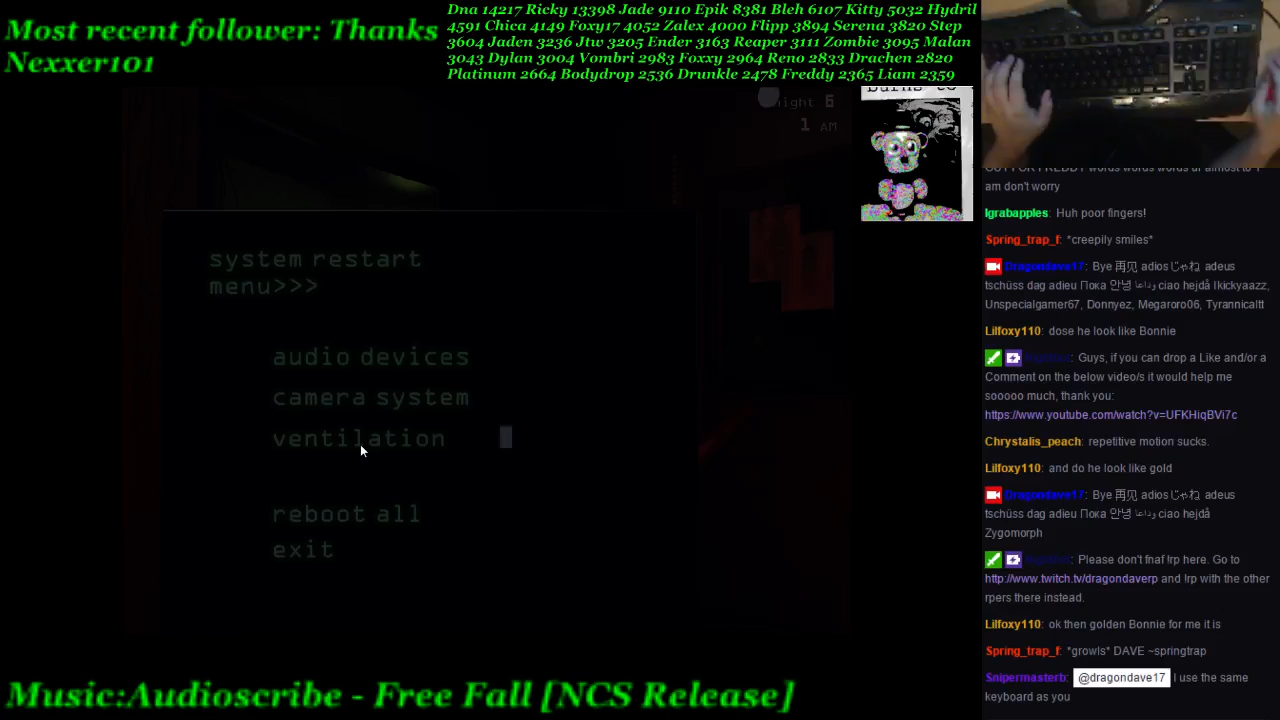 Most recent follower: Thanks
Nexxer101
Dna 14217 Ricky 13398 Jade 9110 Epik 8381 Bleh 6107 Kitty 5032 Hydril
4591 Chica 4149 Foxy17 4052 Zalex 4000 Flipp 3894 Serena 3820 Step
3604 Jaden 3236 Jtw 3205 Ender 3163 Reaper 3111 Zombie 3095 Malan
3043 Dylan 3004 Vombri 2983 Foxxy 2964 Reno 2833 Drachen 2820
Platinum 2664 Bodydrop 2536 Drunkle 2478 Freddy 2365 Liam 2359
ight 6
1 AM
system restart
menu>>>
audio devices
camera system
ventilation
reboot all
exit
am don't worry
Igrabapples: Huh poor fingers!
Spring_trap_f: *creepily smiles*
Dragondave17: Bye 再见 adios じゃね adeus
tschüss dag adieu Пока 안녕 وداعا ciao hejdå Ikickyaazz,
Unspecialgamer67, Donnyez, Megaroro06, Tyrannicaltt
Lilfoxy110: dose he look like Bonnie
: Guys, if you can drop a Like and/or a
Comment on the below video/s it would help me
sooooo much, thank you:
https://www.youtube.com/watch?v=UFKHiqBVi7c
Chrystalis_peach: repetitive motion sucks.
Lilfoxy110: and do he look like gold
Dragondave17: Bye 再见 adios じゃね adeus
tschüss dag adieu Пока 안녕 وداعا ciao hejdå
Zygomorph
: Please don't fnaf !rp here. Go to
http://www.twitch.tv/dragondaverp and !rp with the other
rpers there instead.
Lilfoxy110: ok then golden Bonnie for me it is
Spring_trap_f: *growls* DAVE ~springtrap
Snipermasterb: @dragondave17 I use the same
keyboard as you
Music:Audioscribe - Free Fall [NCS Release]